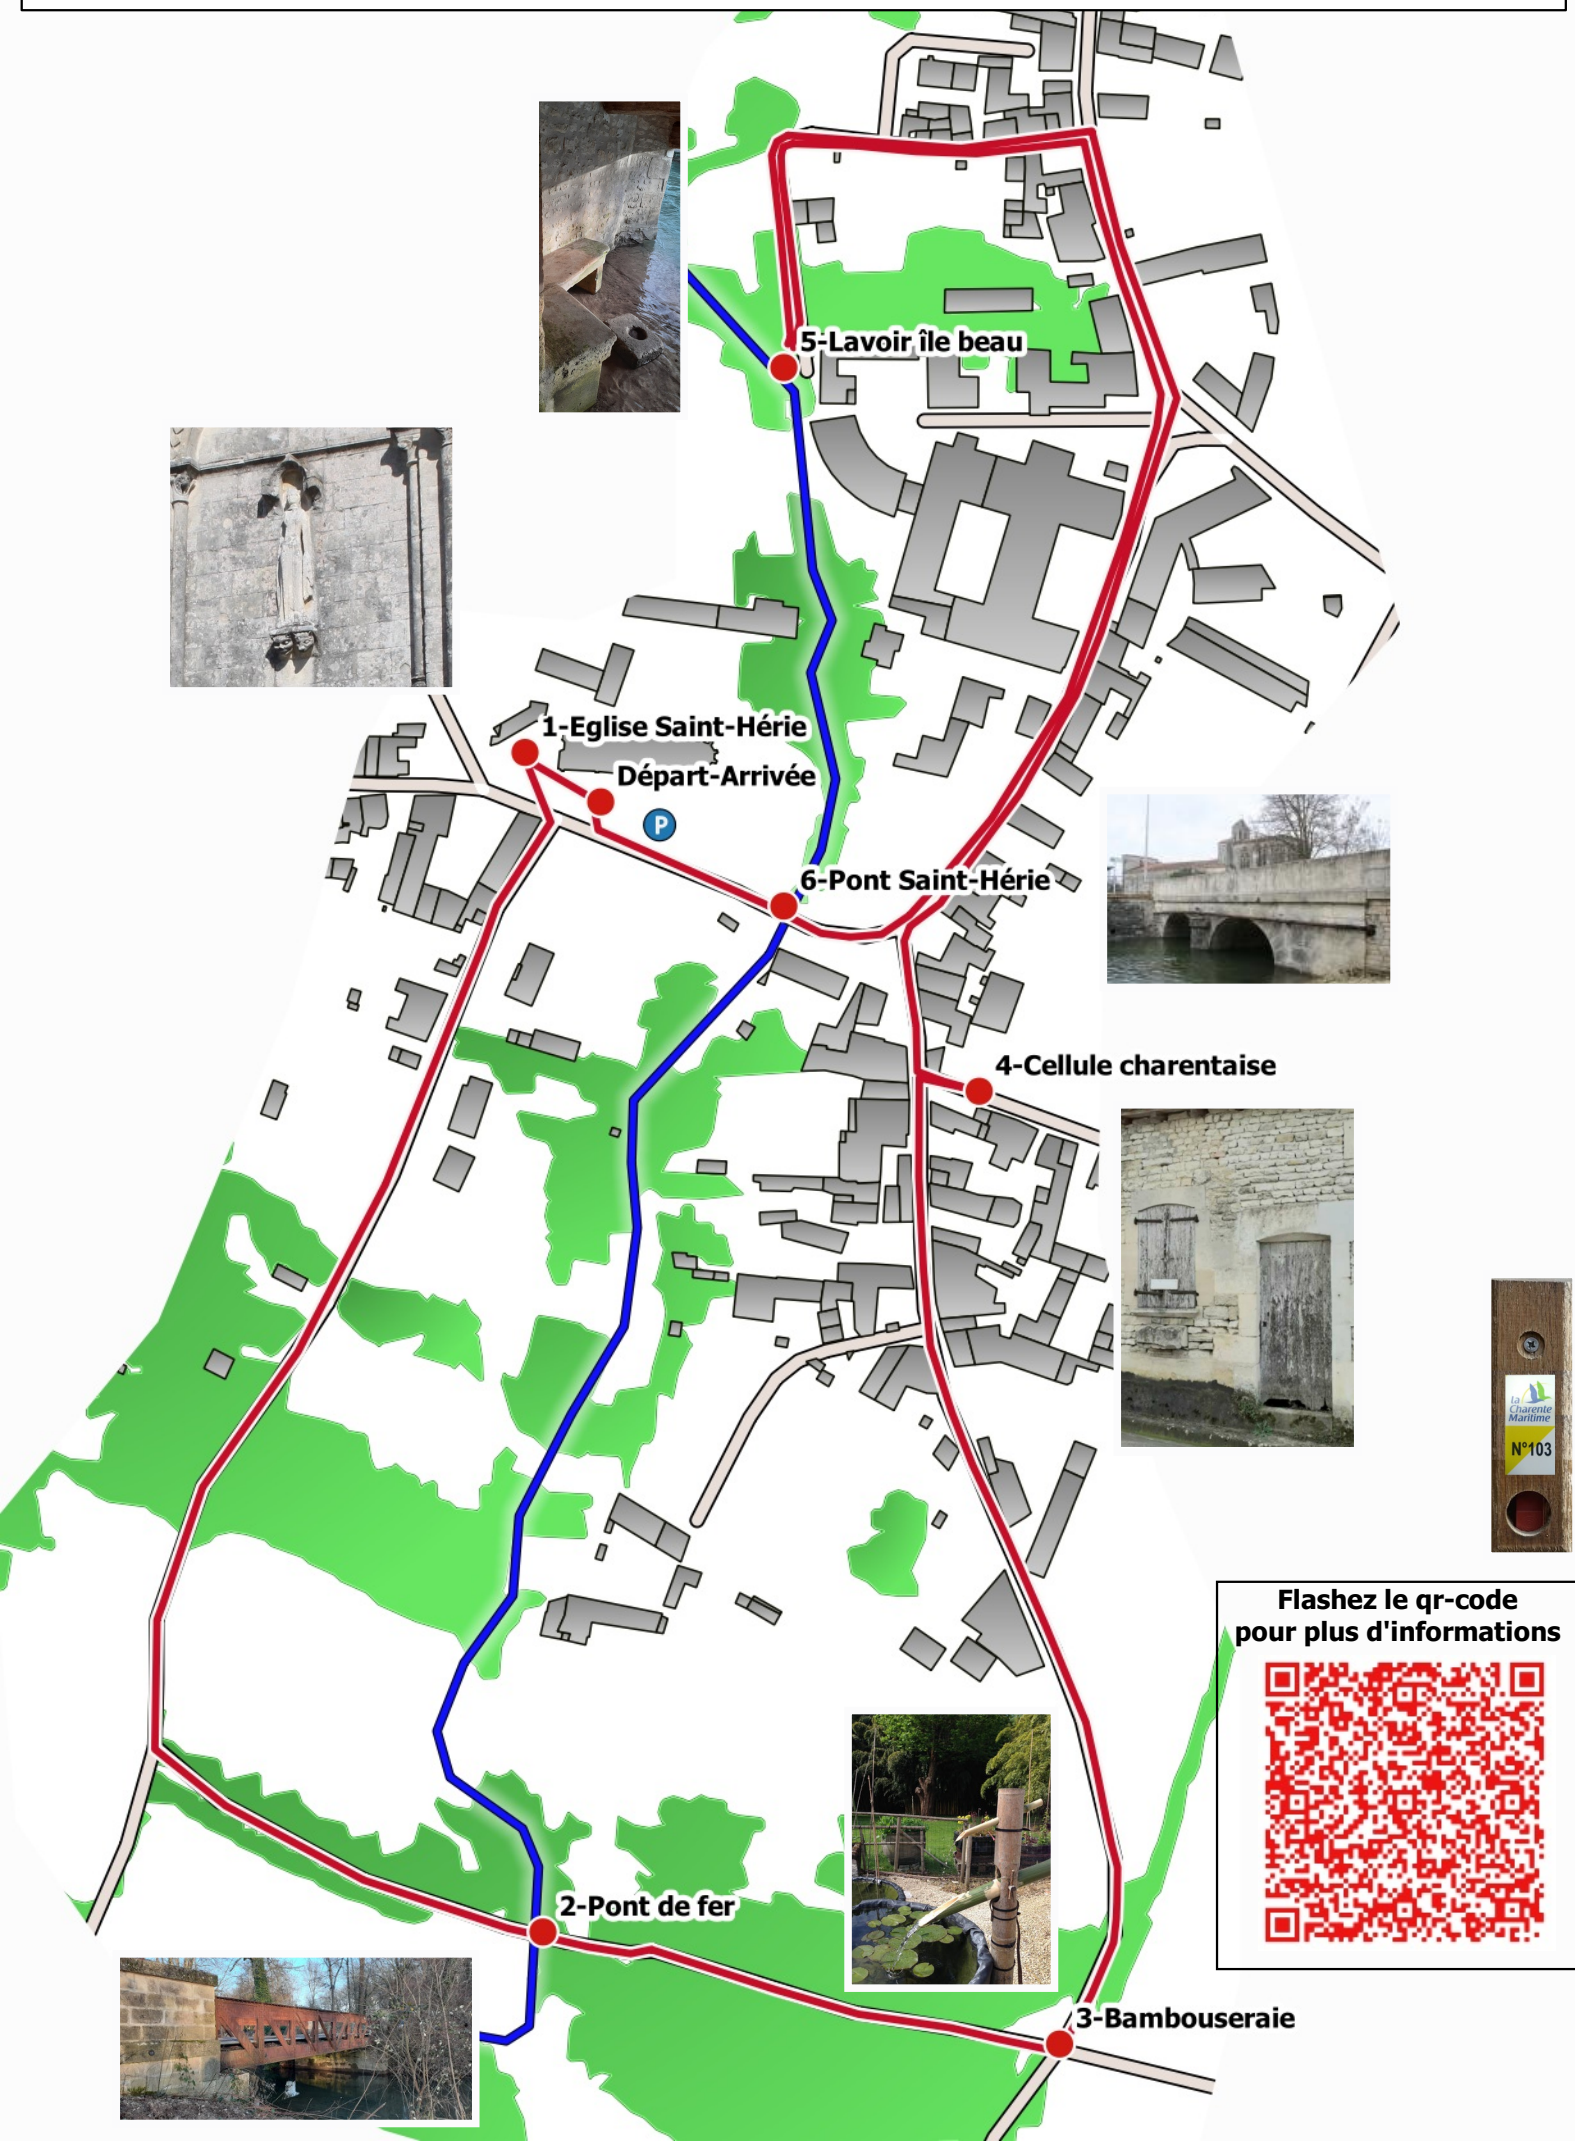 5-Lavoir île beau
1-Eglise Saint-Hérie
Départ-Arrivée
P
6-Pont Saint-Hérie
4-Cellule charentaise
la
Charente
Maritime
N°103
Flashez le qr-code
pour plus d'informations
2-Pont de fer
3-Bambouseraie